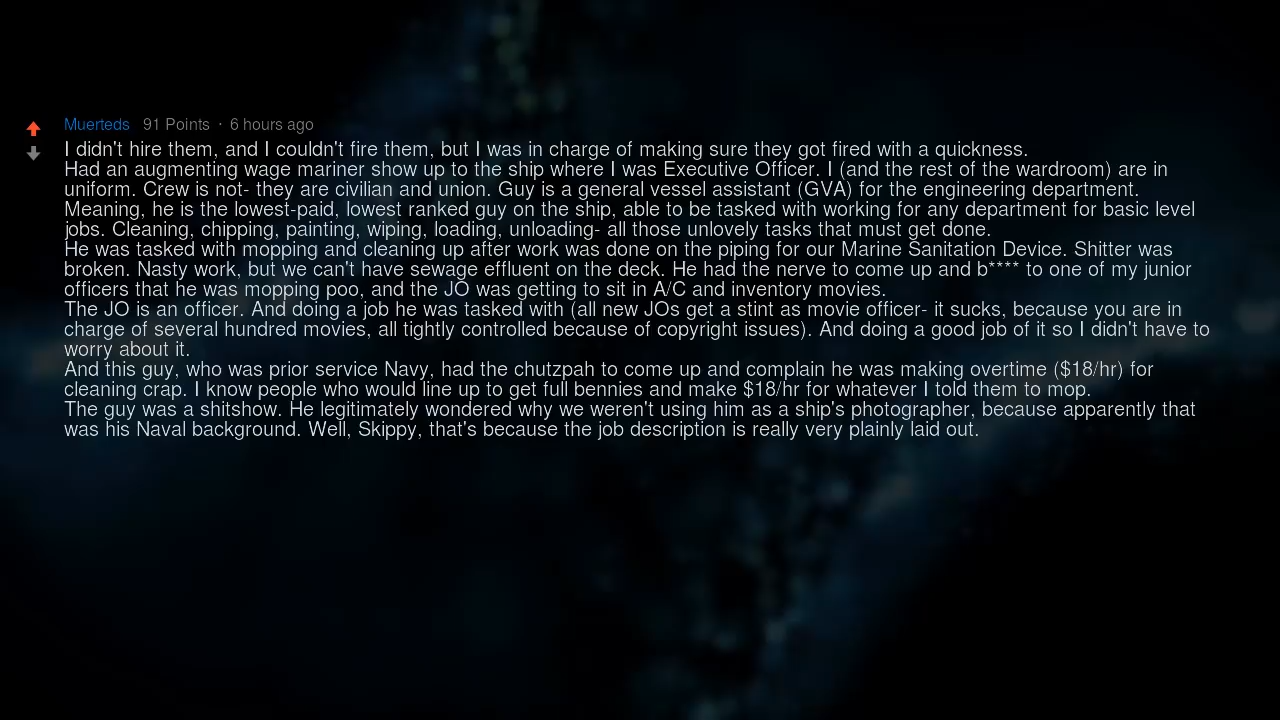 Muerteds 91 Points · 6 hours ago
I didn't hire them, and I couldn't fire them, but I was in charge of making sure they got fired with a quickness.
Had an augmenting wage mariner show up to the ship where I was Executive Officer. I (and the rest of the wardroom) are in
uniform. Crew is not- they are civilian and union. Guy is a general vessel assistant (GVA) for the engineering department.
Meaning, he is the lowest-paid, lowest ranked guy on the ship, able to be tasked with working for any department for basic level
jobs. Cleaning, chipping, painting, wiping, loading, unloading- all those unlovely tasks that must get done.
He was tasked with mopping and cleaning up after work was done on the piping for our Marine Sanitation Device. Shitter was
broken. Nasty work, but we can't have sewage effluent on the deck. He had the nerve to come up and b**** to one of my junior
officers that he was mopping poo, and the JO was getting to sit in A/C and inventory movies.
The JO is an officer. And doing a job he was tasked with (all new JOs get a stint as movie officer- it sucks, because you are in
charge of several hundred movies, all tightly controlled because of copyright issues). And doing a good job of it so I didn't have to
worry about it.
And this guy, who was prior service Navy, had the chutzpah to come up and complain he was making overtime ($18/hr) for
cleaning crap. I know people who would line up to get full bennies and make $18/hr for whatever I told them to mop.
The guy was a shitshow. He legitimately wondered why we weren't using him as a ship's photographer, because apparently that
was his Naval background. Well, Skippy, that's because the job description is really very plainly laid out.